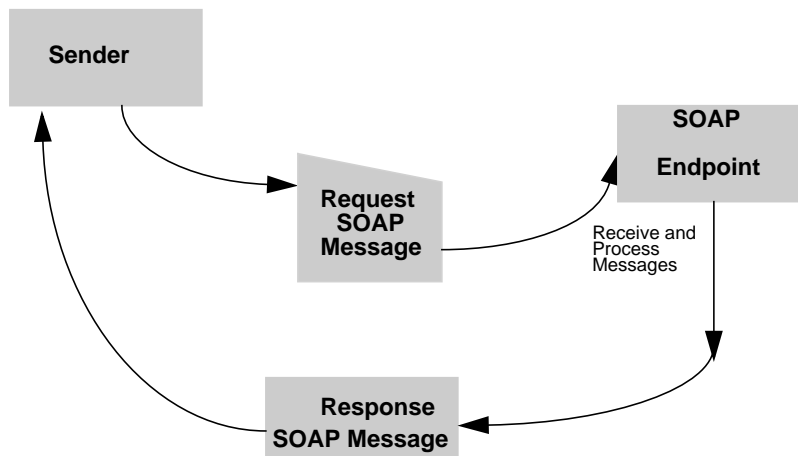 Sender
SOAP
Endpoint
Request
SOAP
Message
Receive and
Process
Messages
Response
SOAP Message